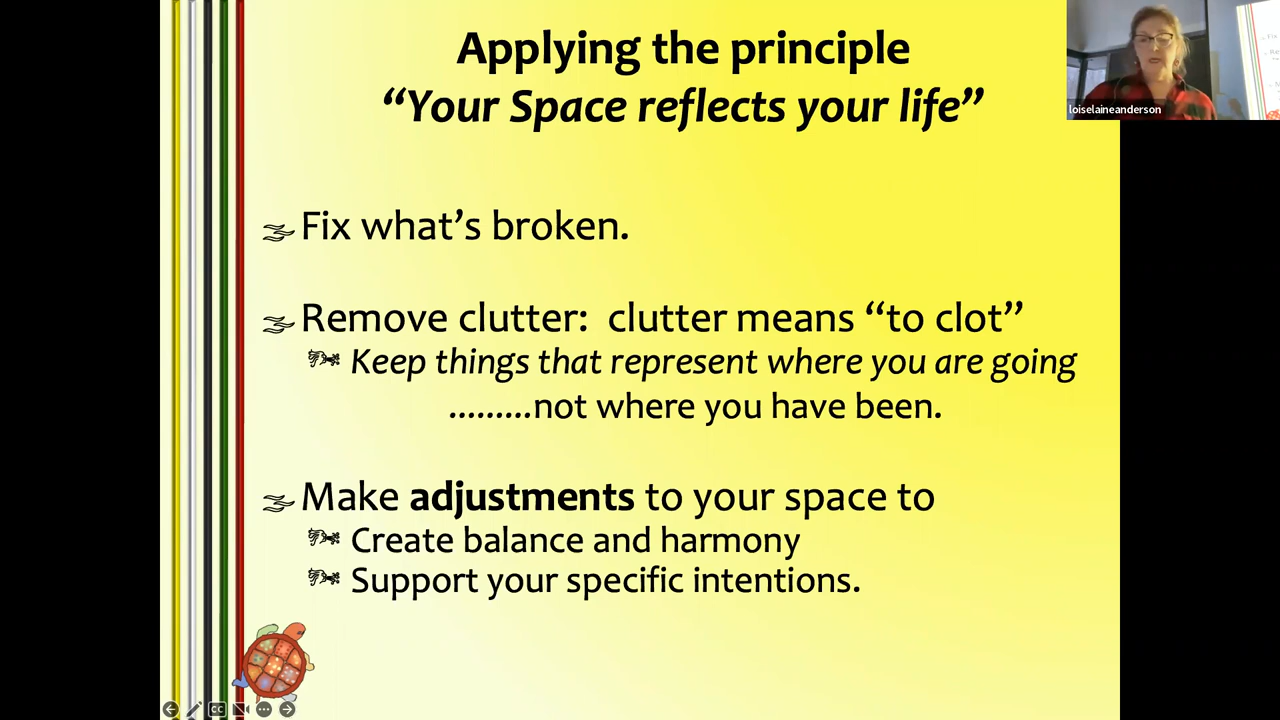 Applying the principle
“Your Space reflects your life”
loiselaineanderson
Fix what’s broken.
Remove clutter:  clutter means “to clot”
Keep things that represent where you are going
.........not where you have been.
Make adjustments to your space to
Create balance and harmony
Support your specific intentions.
CC